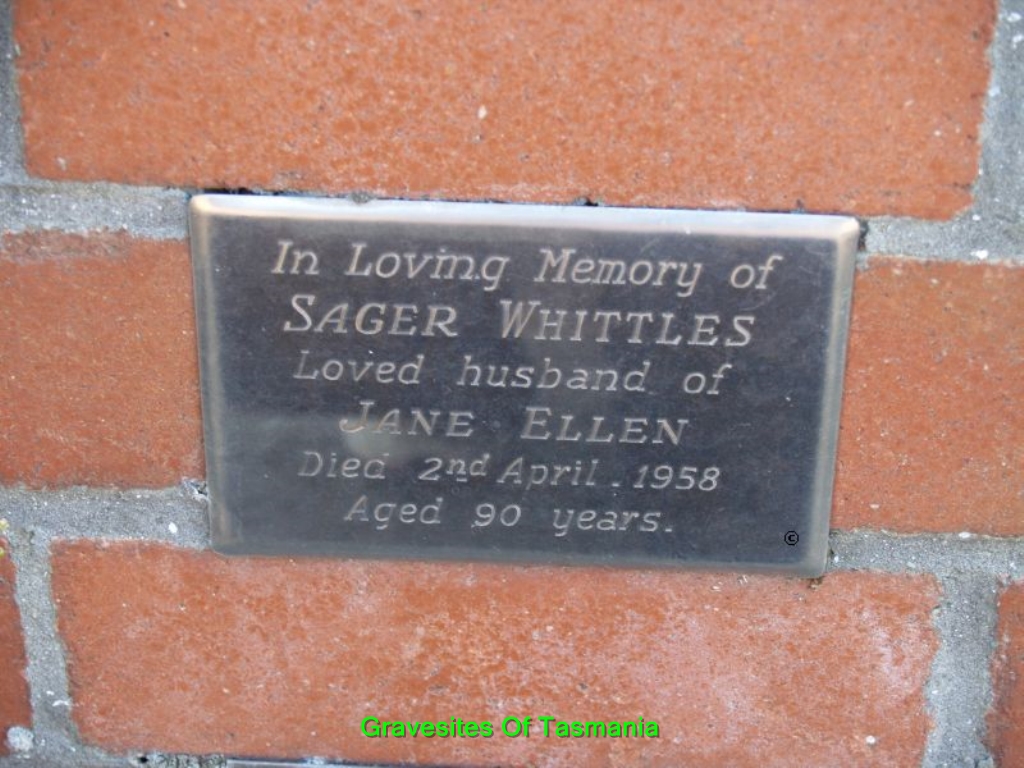 In Loving Memory of
SAGER WHITTLES
Loved husband of
JANE ELLEN
Died 2nd April. 1958
Aged 90 years.
©
Gravesites Of Tasmania